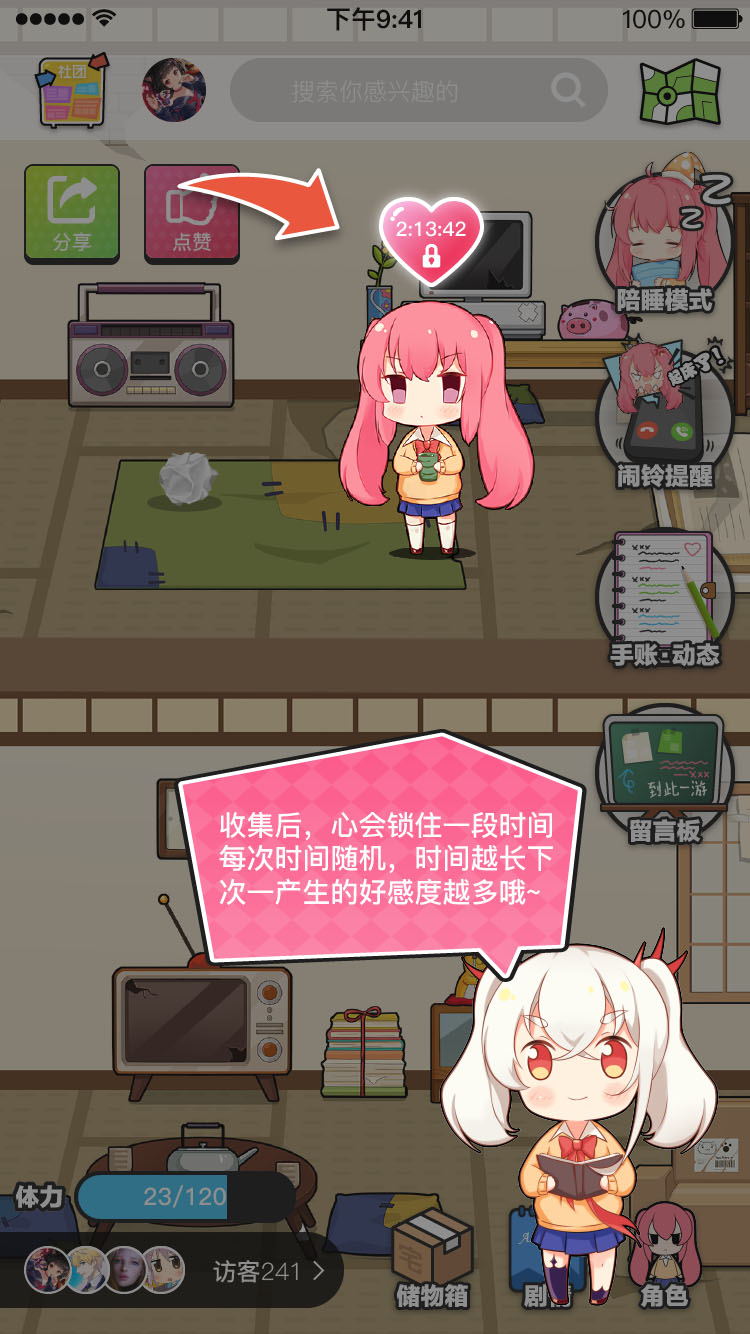 下午9:41
100%
社团
搜索你感兴趣的
分享
点赞
2:13:42
Z
Z
陪睡模式
起床了!
闹铃提醒
手账·动态
到此一游
留言板
收集后，心会锁住一段时间
每次时间随机，时间越长下
次一产生的好感度越多哦~
体力
23/120
访客241
宅
储物箱
角色